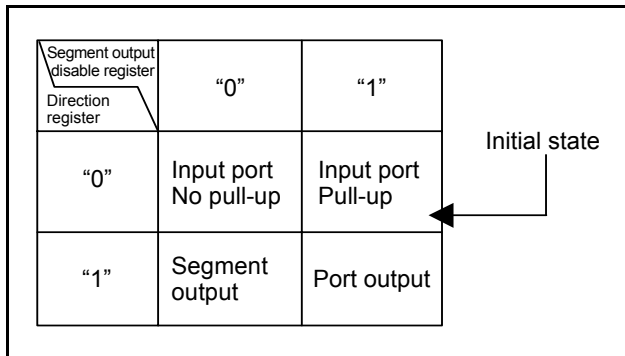 Segment output
disable register
Direction
register
“0”
“1”
Initial state
“0”
Input port
No pull-up
Input port
Pull-up
“1”
Segment
output
Port output